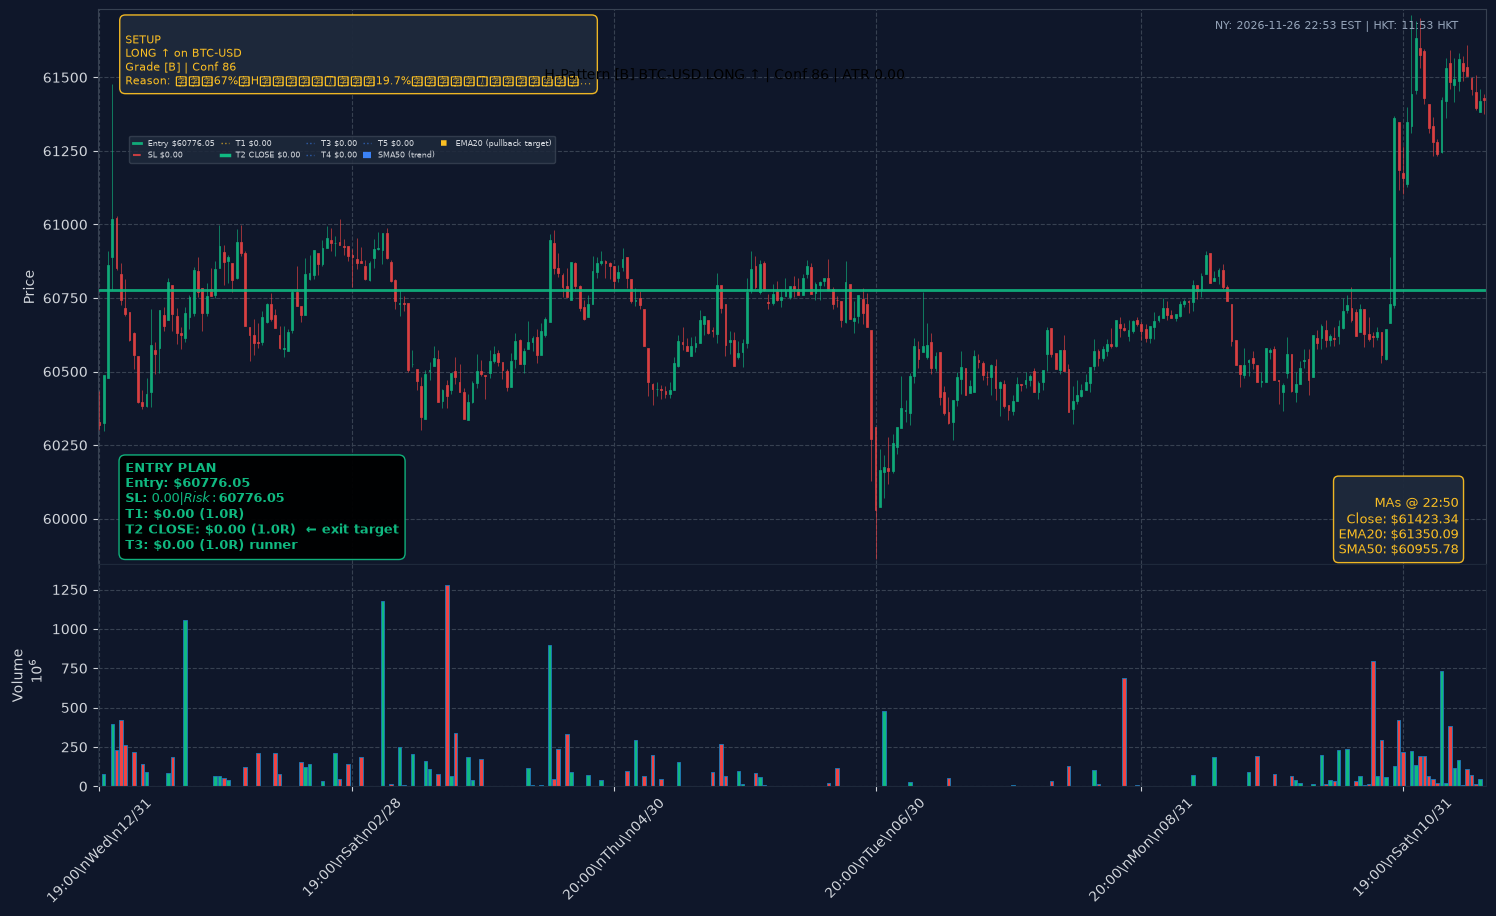 NY: 2026-11-26 22:53 EST | HKT: 11:53 HKT
SETUP
LONG ↑ on BTC-USD
Grade [B] | Conf 86
Reason: 67% H 19.7% ...
H-Pattern [B] BTC-USD LONG ↑ | Conf 86 | ATR 0.00
Entry $60776.05
SL $0.00
T1 $0.00
T2 CLOSE $0.00
T3 $0.00
T4 $0.00
T5 $0.00
SMA50 (trend)
EMA20 (pullback target)
Price
61500
61250
61000
60750
60500
60250
60000
ENTRY PLAN
Entry: $60776.05
SL: 0.00|Risk:60776.05
T1: $0.00 (1.0R)
T2 CLOSE: $0.00 (1.0R) ← exit target
T3: $0.00 (1.0R) runner
MAs @ 22:50
Close: $61423.34
EMA20: $61350.09
SMA50: $60955.78
Volume
10⁶
1250
1000
750
500
250
0
19:00\nWed\n12/31
19:00\nSat\n02/28
20:00\nThu\n04/30
20:00\nTue\n06/30
20:00\nMon\n08/31
19:00\nSat\n10/31